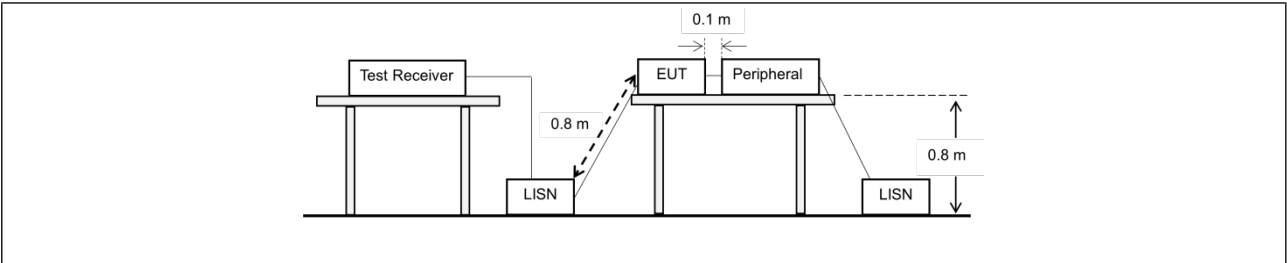 0.1 m
Test Receiver
EUT
Peripheral
0.8 m
0.8 m
LISN
LISN